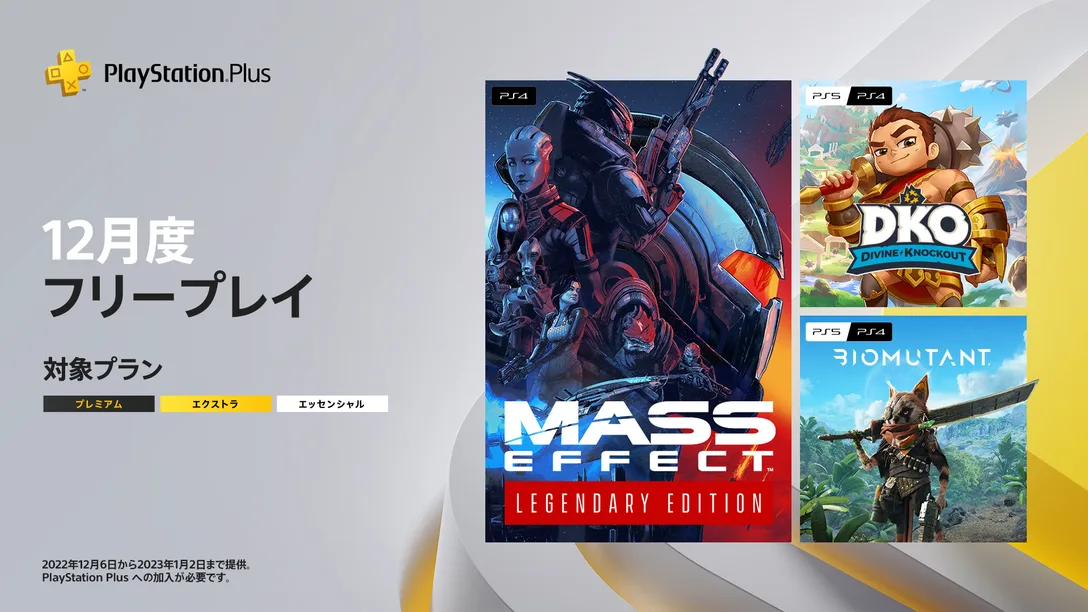 PlayStation.Plus
12月度
フリープレイ
対象プラン
プレミアム
エクストラ
エッセンシャル
2022年12月6日から2023年1月2日まで提供。
PlayStation Plus への加入が必要です。
PS4
MASS
EFFECT™
LEGENDARY EDITION
PS5 PS4
DKO
DIVINE KNOCKOUT
PS5 PS4
BIOMUTANT